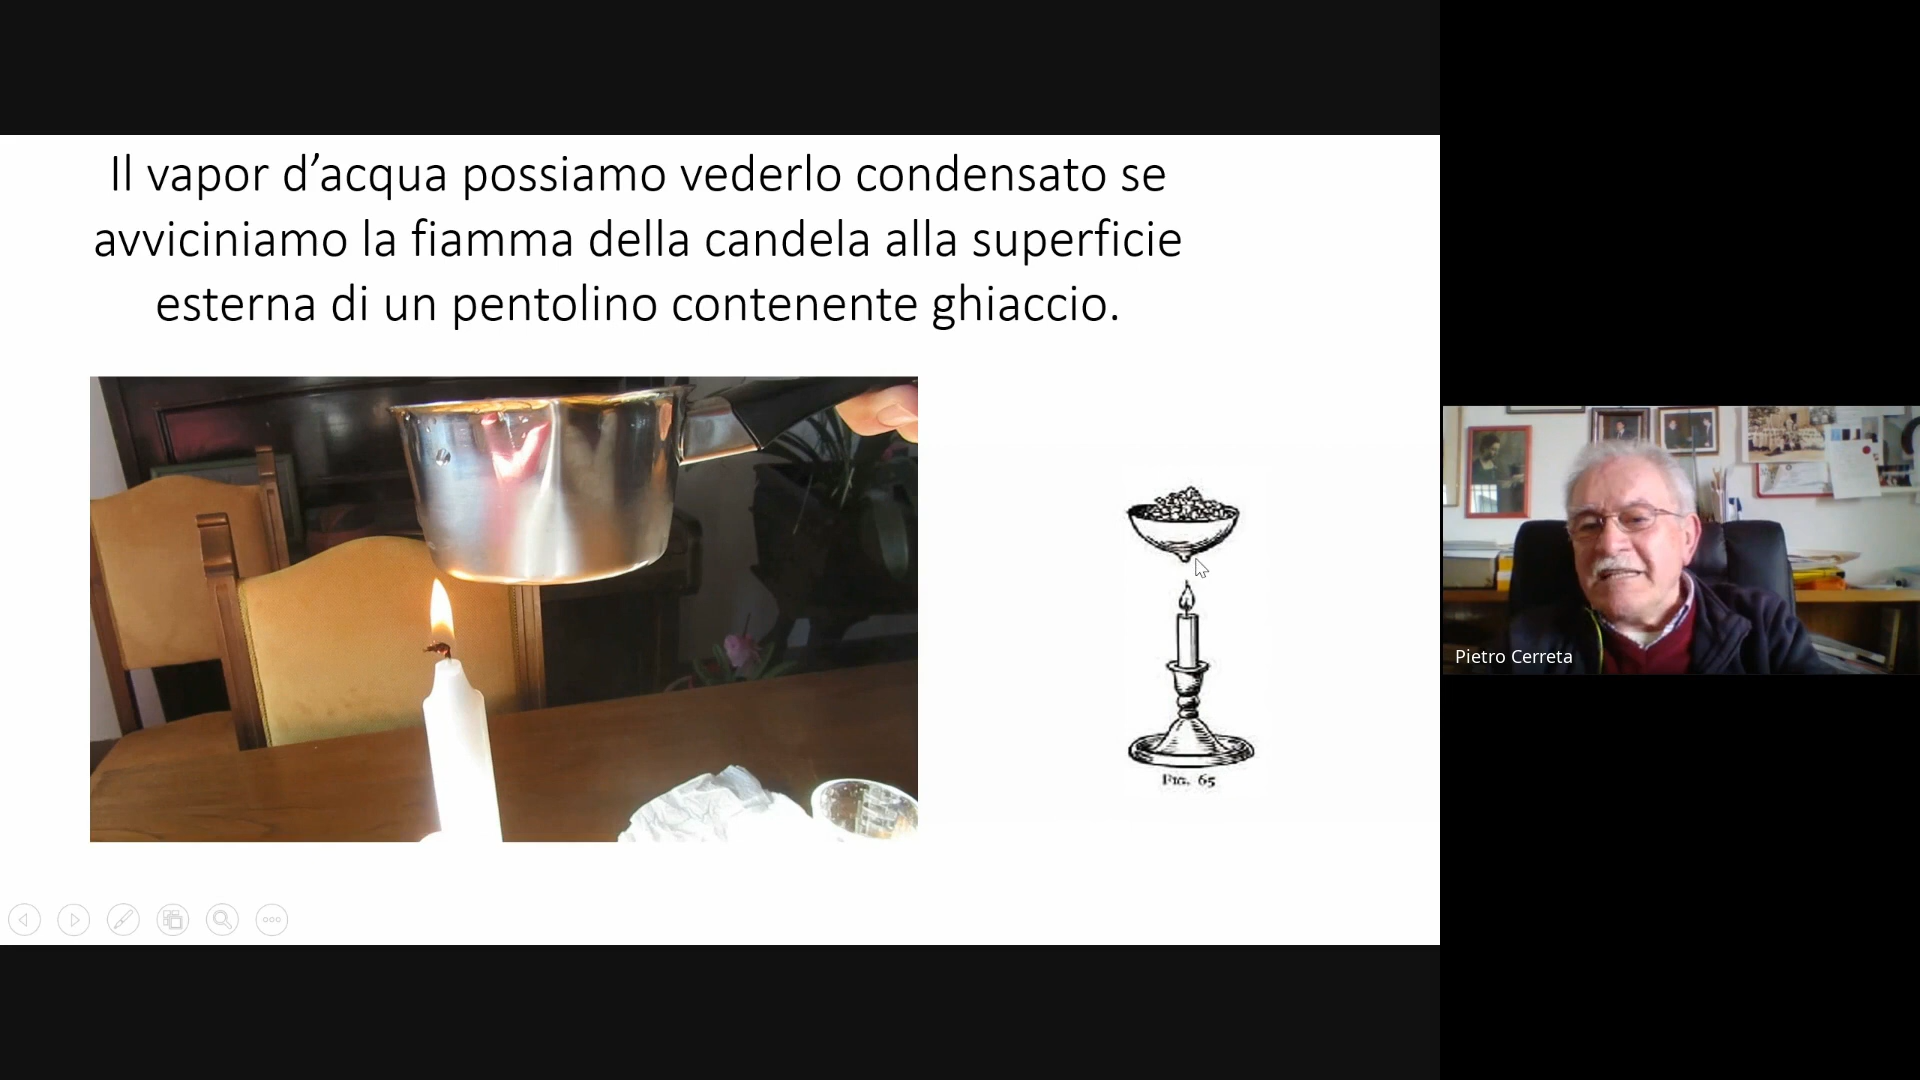 Il vapor d’acqua possiamo vederlo condensato se
avviciniamo la fiamma della candela alla superficie
esterna di un pentolino contenente ghiaccio.
FIG. 65
Pietro Cerreta